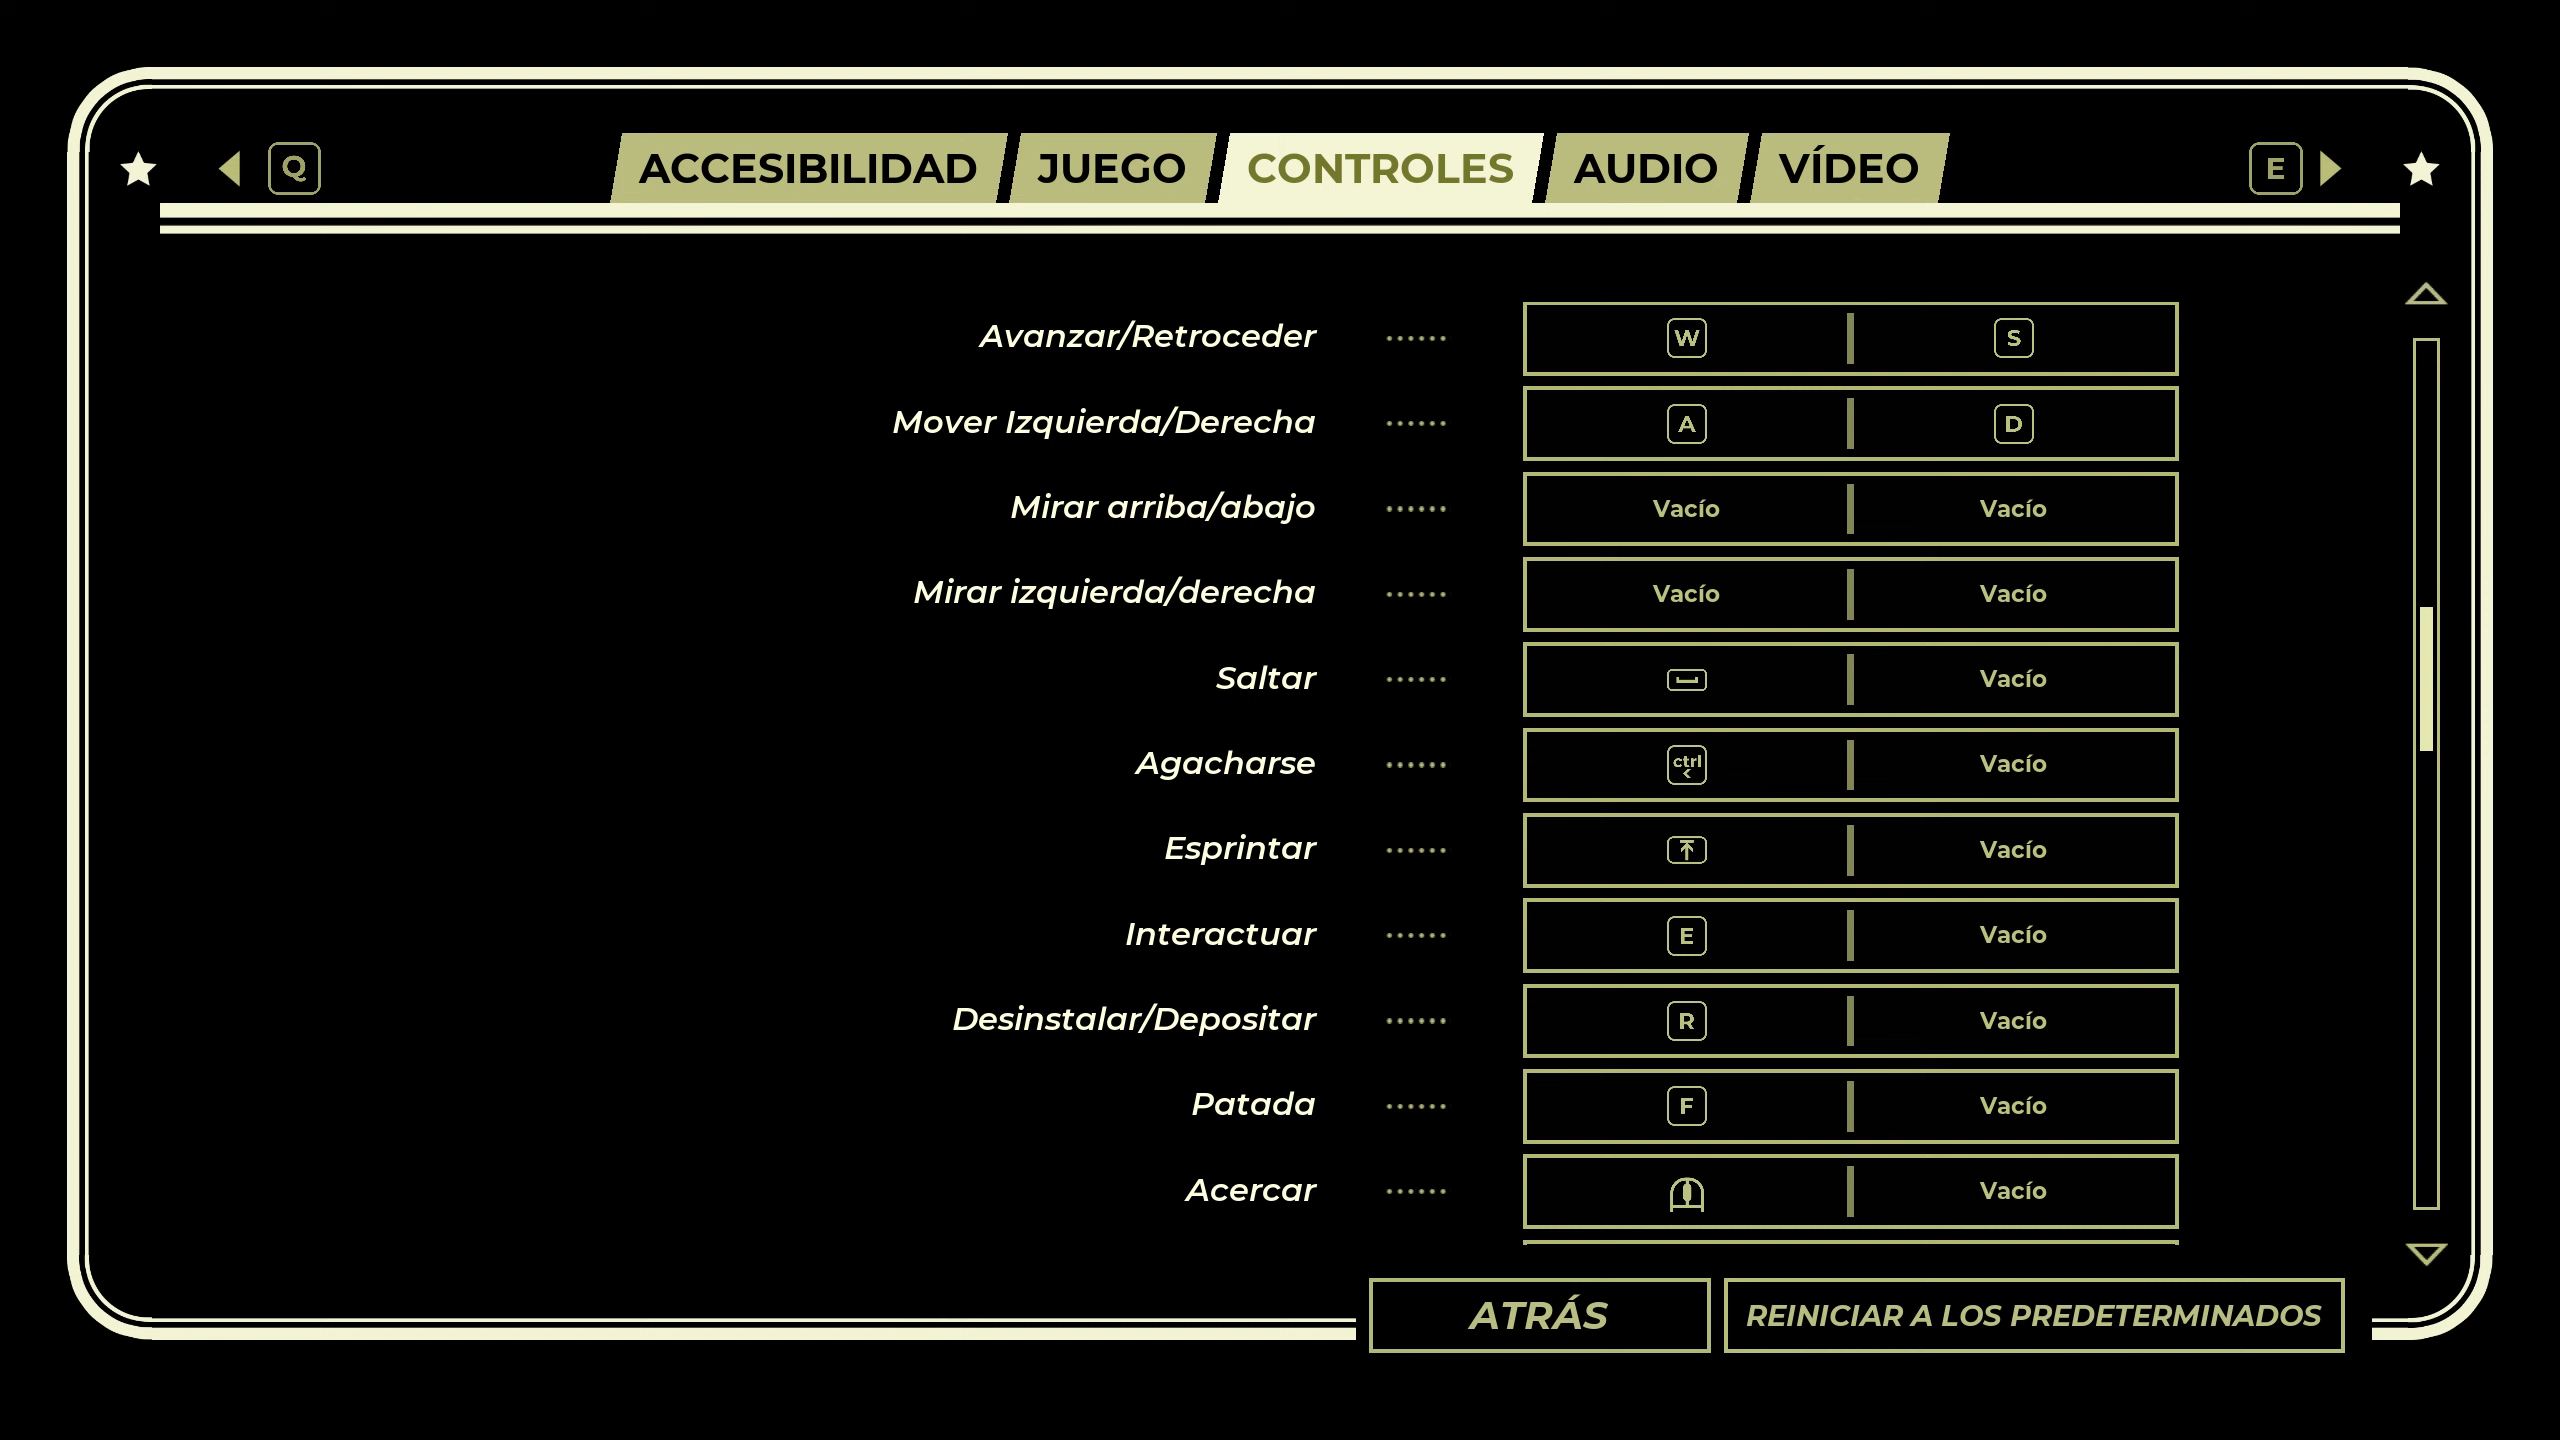 Q ACCESIBILIDAD JUEGO CONTROLES AUDIO VÍDEO E
Avanzar/Retroceder W S
Mover Izquierda/Derecha A D
Mirar arriba/abajo Vacío Vacío
Mirar izquierda/derecha Vacío Vacío
Saltar Vacío
Agacharse ctrl Vacío
Esprintar Vacío
Interactuar E Vacío
Desinstalar/Depositar R Vacío
Patada F Vacío
Acercar Vacío
ATRÁS REINICIAR A LOS PREDETERMINADOS